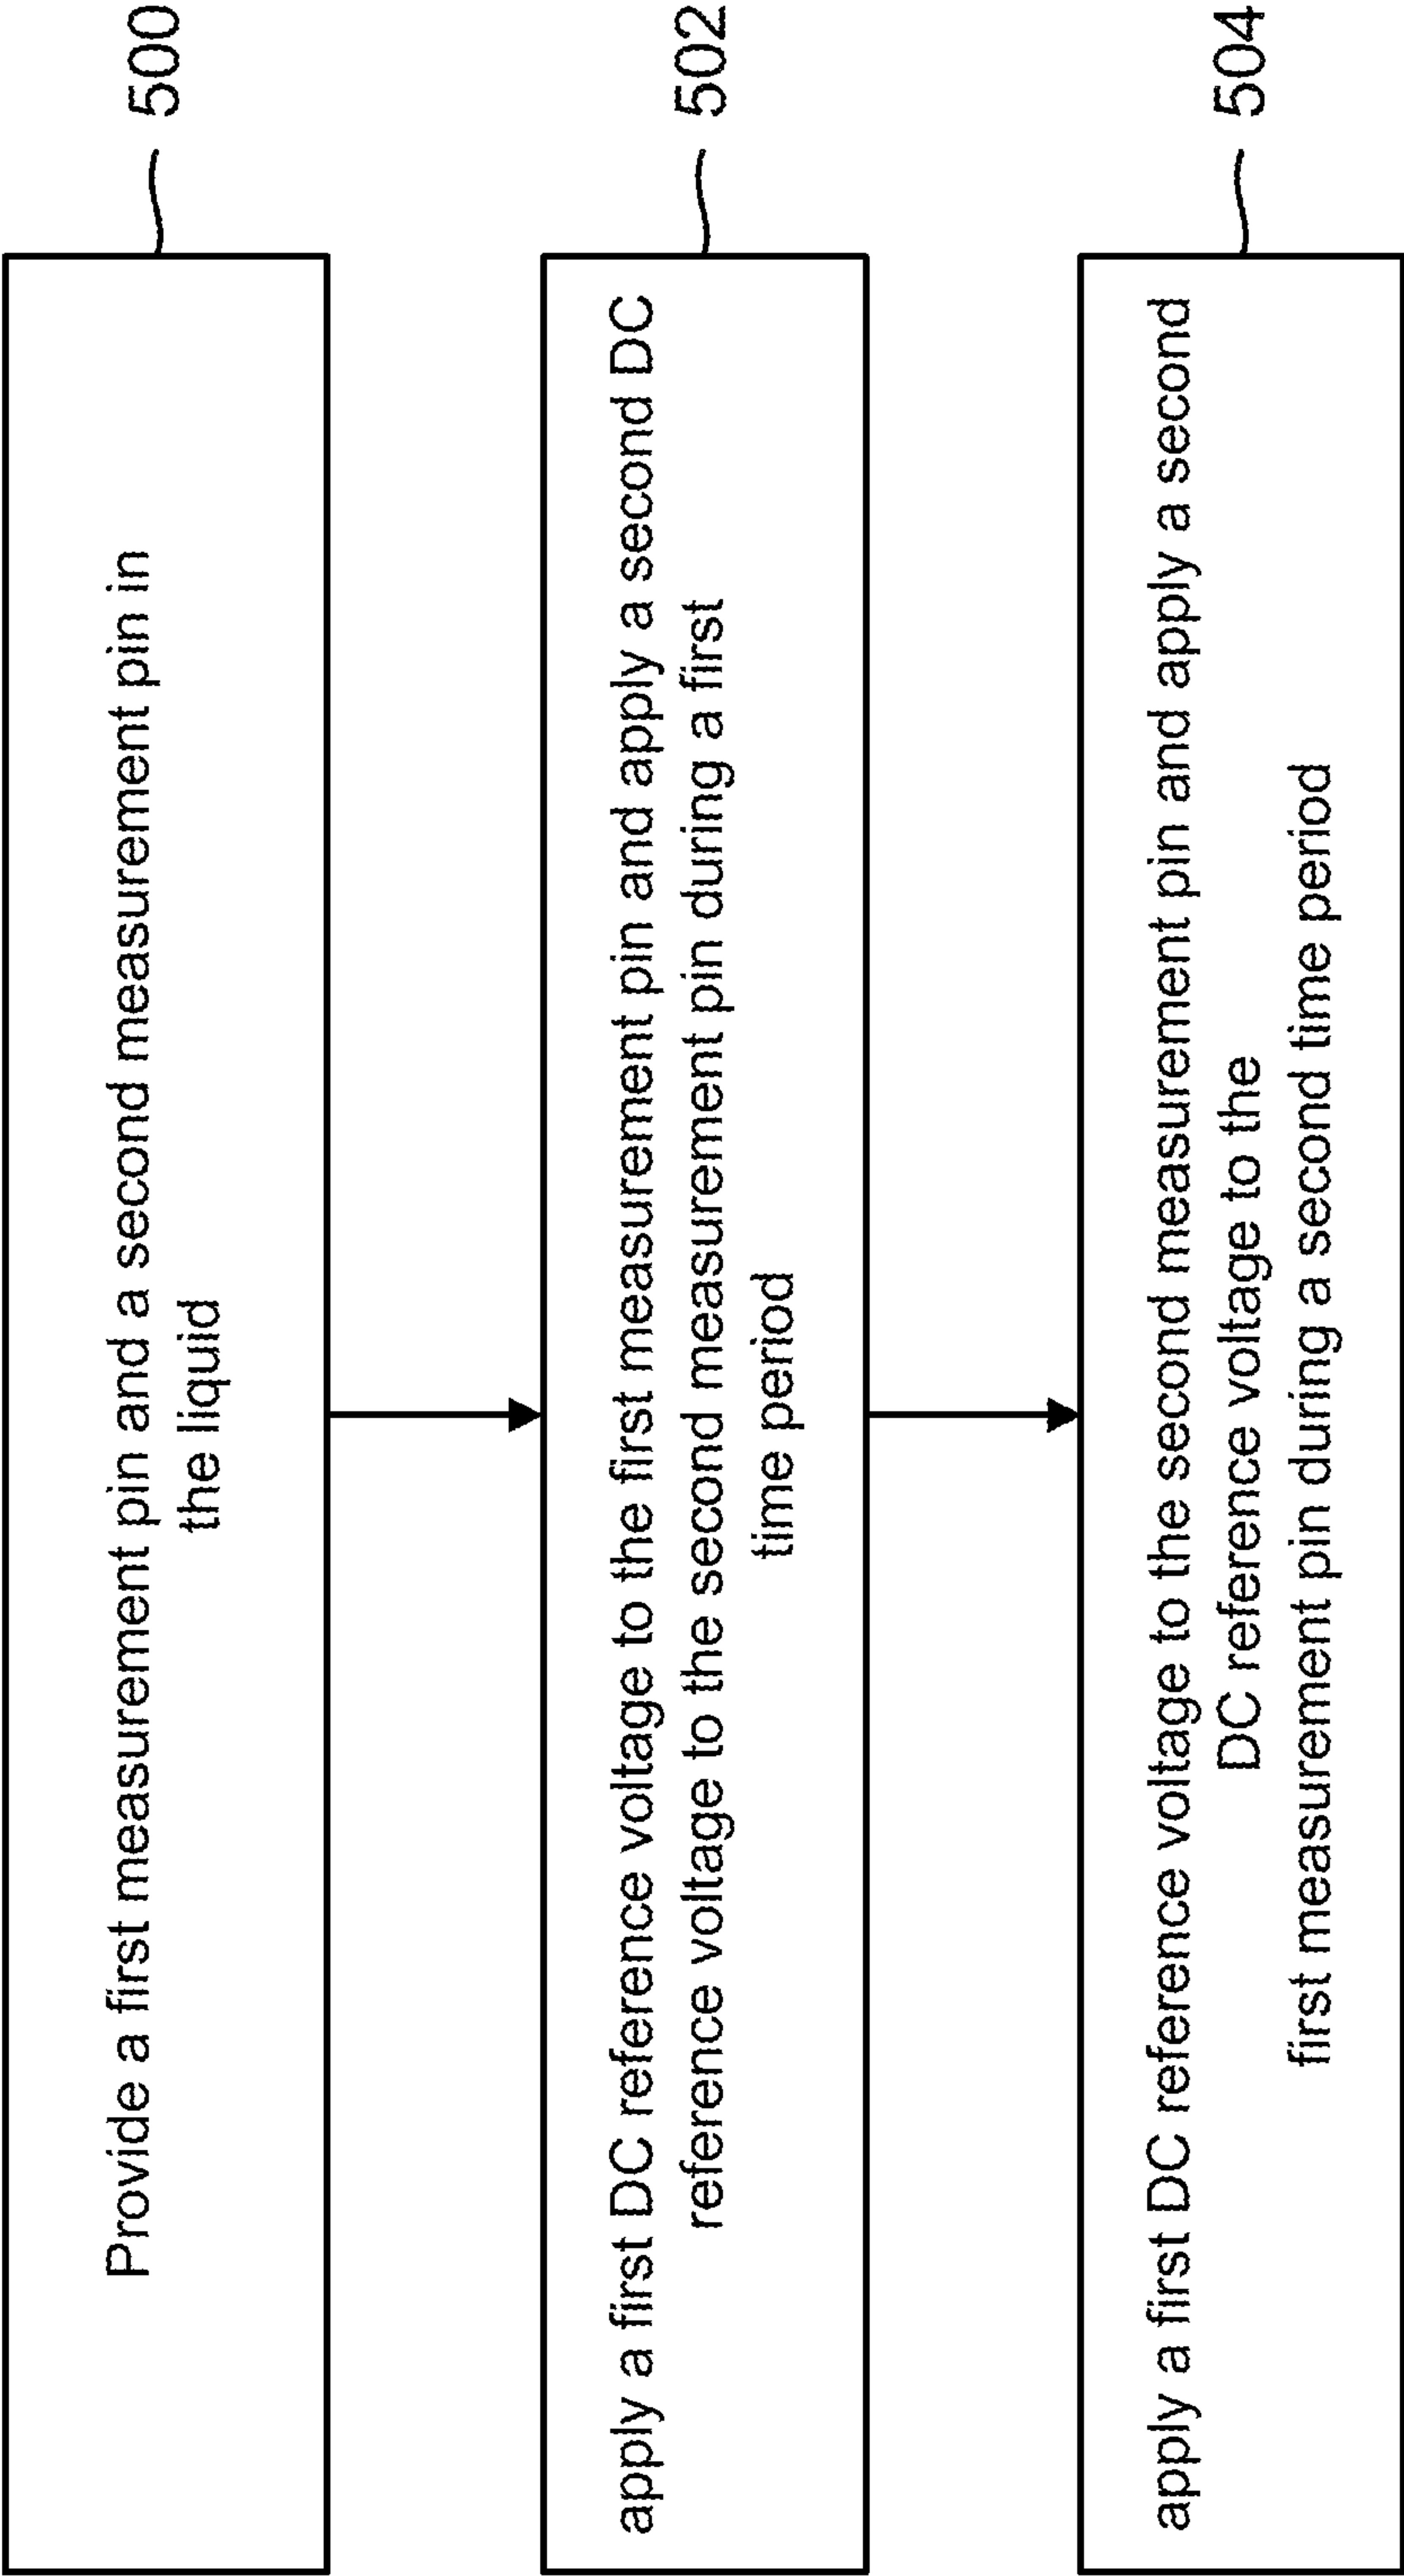 Provide a first measurement pin and a second measurement pin in
the liquid
500
apply a first DC reference voltage to the first measurement pin and apply a second DC
reference voltage to the second measurement pin during a first
time period
502
apply a first DC reference voltage to the second measurement pin and apply a second
DC reference voltage to the
first measurement pin during a second time period
504